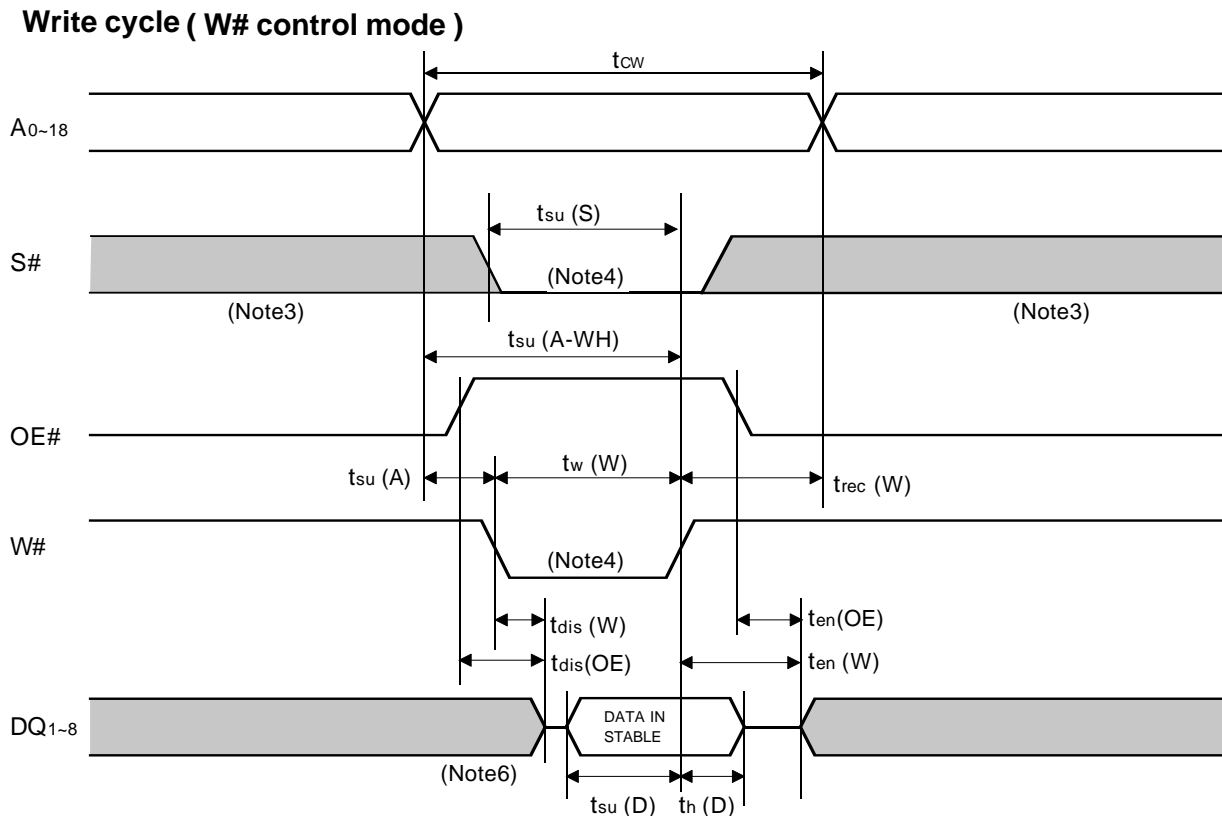 Write cycle ( W# control mode )
tCW
A0~18
tsu (S)
S#
(Note4)
(Note3)
(Note3)
tsu (A-WH)
OE#
tsu (A)
tw (W)
trec (W)
W#
(Note4)
tdis (W)
ten(OE)
tdis(OE)
ten (W)
DQ1~8
DATA IN
STABLE
(Note6)
tsu (D)
th (D)